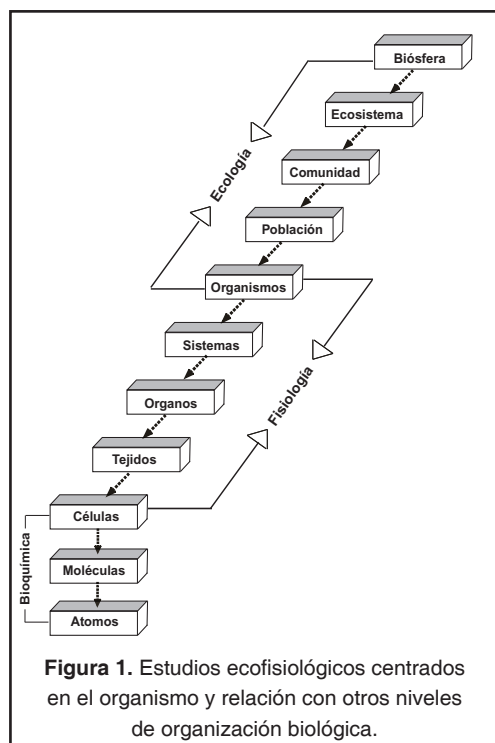 Biósfera
Ecosistema
Comunidad
Ecología
Población
Organismos
Sistemas
Organos
Fisiología
Tejidos
Células
Bioquímica
Moléculas
Atomos
Figura 1. Estudios ecofisiológicos centrados
en el organismo y relación con otros niveles
de organización biológica.